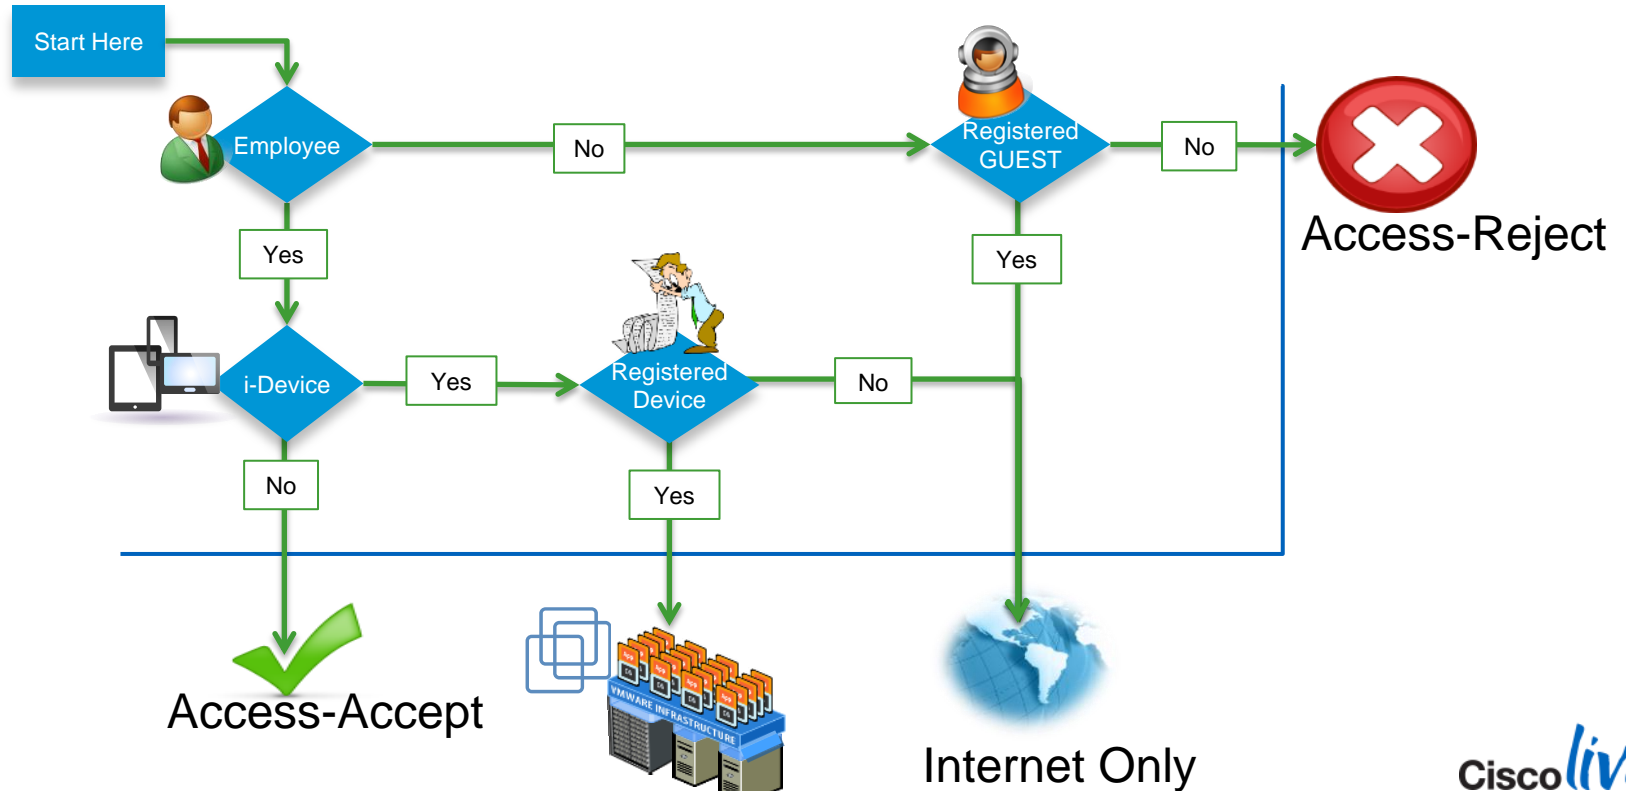 Start Here
Employee
No
Registered
GUEST
No
Access-Reject
Yes
Yes
i-Device
Yes
Registered
Device
No
No
Yes
Access-Accept
VMWARE INFRASTRUCTURE
Internet Only
Cisco